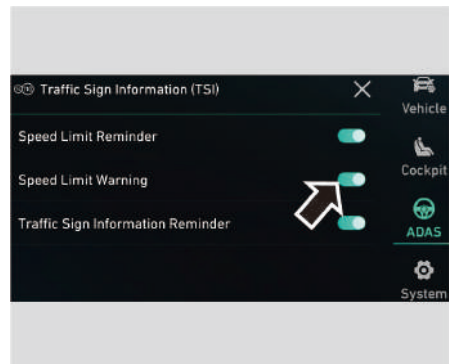 Traffic Sign Information (TSI)
Vehicle
Speed Limit Reminder
Speed Limit Warning
Cockpit
Traffic Sign Information Reminder
ADAS
System